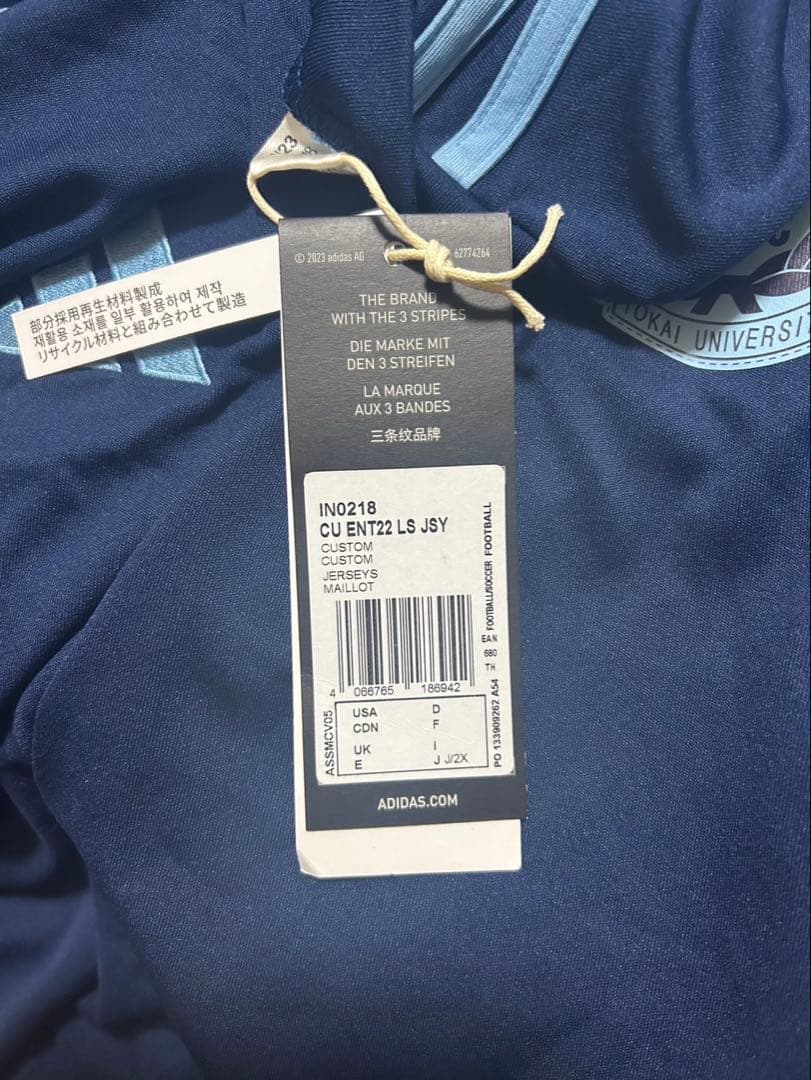 23
© 2023 adidas AG
62774264
部分採用再生材料製成
재활용 소재를 일부 활용하여 제작
リサイクル材料と組み合わせて製造
TOKAI UNIVERSI
THE BRAND
WITH THE 3 STRIPES
DIE MARKE MIT
DEN 3 STREIFEN
LA MARQUE
AUX 3 BANDES
三条纹品牌
IN0218
CU ENT22 LS JSY
CUSTOM
CUSTOM
JERSEYS
MAILLOT
FOOTBALL/SOCCER FOOTBALL
EAN
680
TH
4 066765 186942
ASSMCV05
USA D
CDN F
UK I
E J J/2X
PO 133909262 A54
ADIDAS.COM